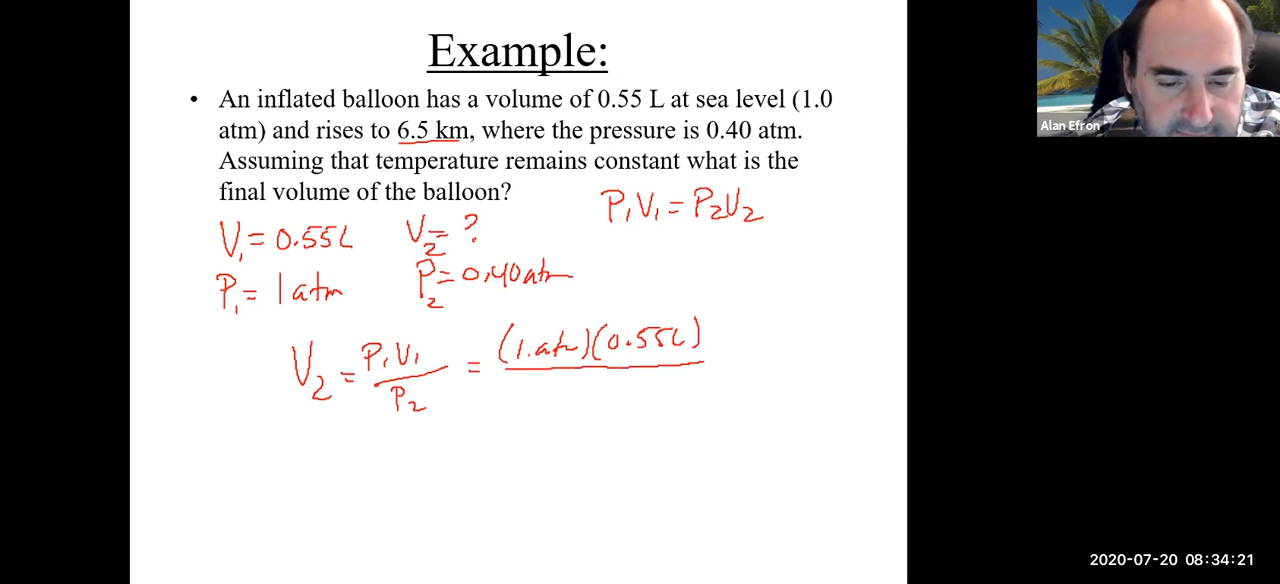 Example:
• An inflated balloon has a volume of 0.55 L at sea level (1.0
atm) and rises to 6.5 km, where the pressure is 0.40 atm.
Assuming that temperature remains constant what is the
final volume of the balloon?
P₁V₁ = P₂V₂
V₁ = 0.55L V₂ = ?
P₁ = 1 atm P₂ = 0.40 atm
V₂ = P₁V₁ / P₂ = (1. atm)(0.55L)
Alan Efron
2020-07-20 08:34:21